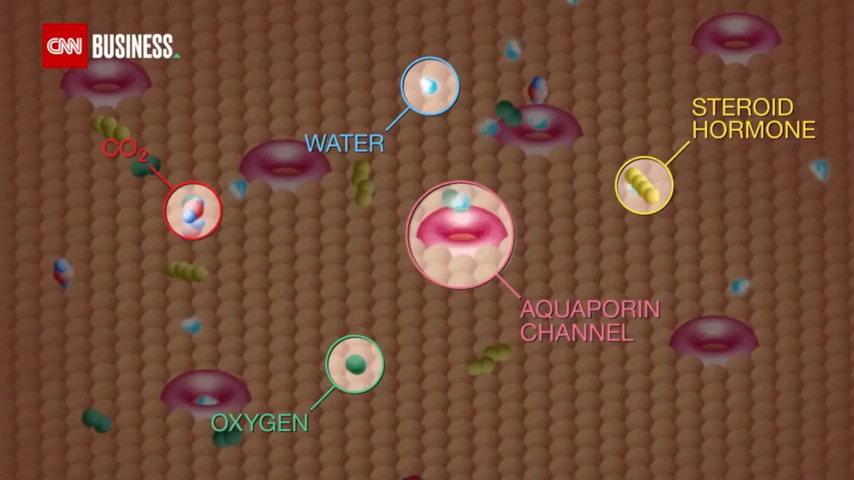 CNN BUSINESS
STEROID
HORMONE
WATER
CO₂
AQUAPORIN
CHANNEL
OXYGEN